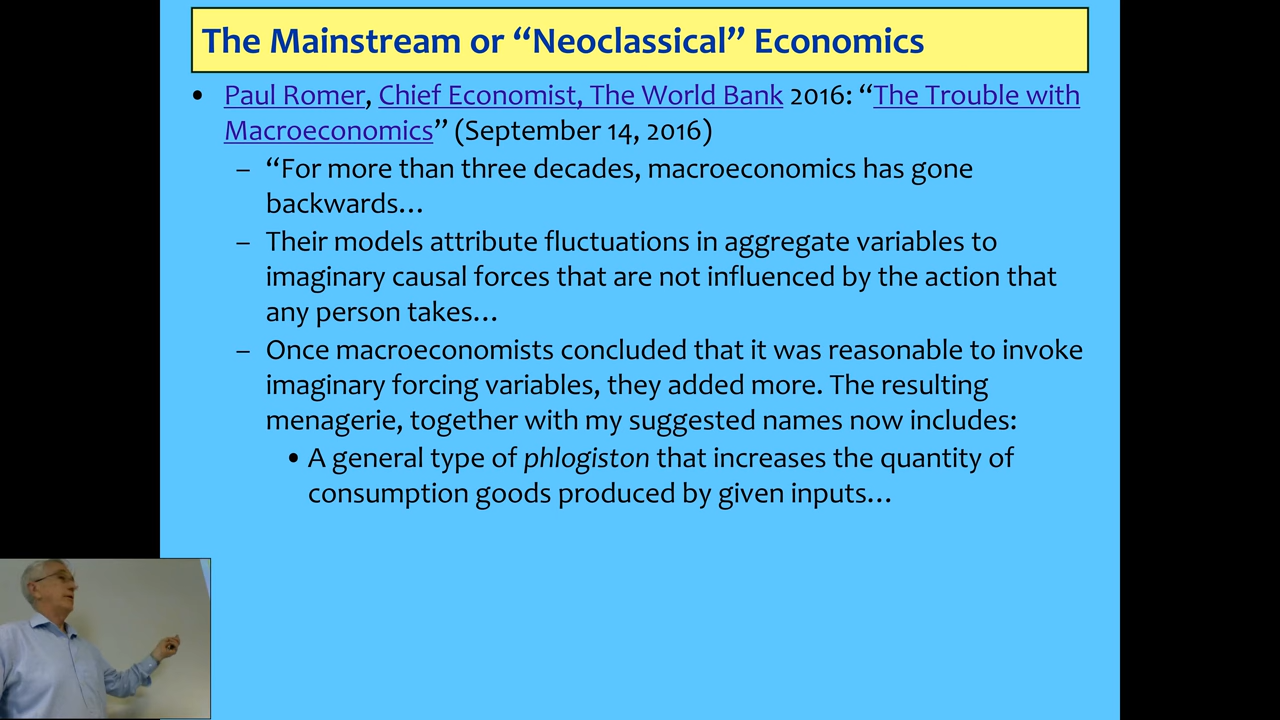 The Mainstream or “Neoclassical” Economics
• Paul Romer, Chief Economist, The World Bank 2016: “The Trouble with
Macroeconomics” (September 14, 2016)
– “For more than three decades, macroeconomics has gone
backwards…
– Their models attribute fluctuations in aggregate variables to
imaginary causal forces that are not influenced by the action that
any person takes…
– Once macroeconomists concluded that it was reasonable to invoke
imaginary forcing variables, they added more. The resulting
menagerie, together with my suggested names now includes:
• A general type of phlogiston that increases the quantity of
consumption goods produced by given inputs…